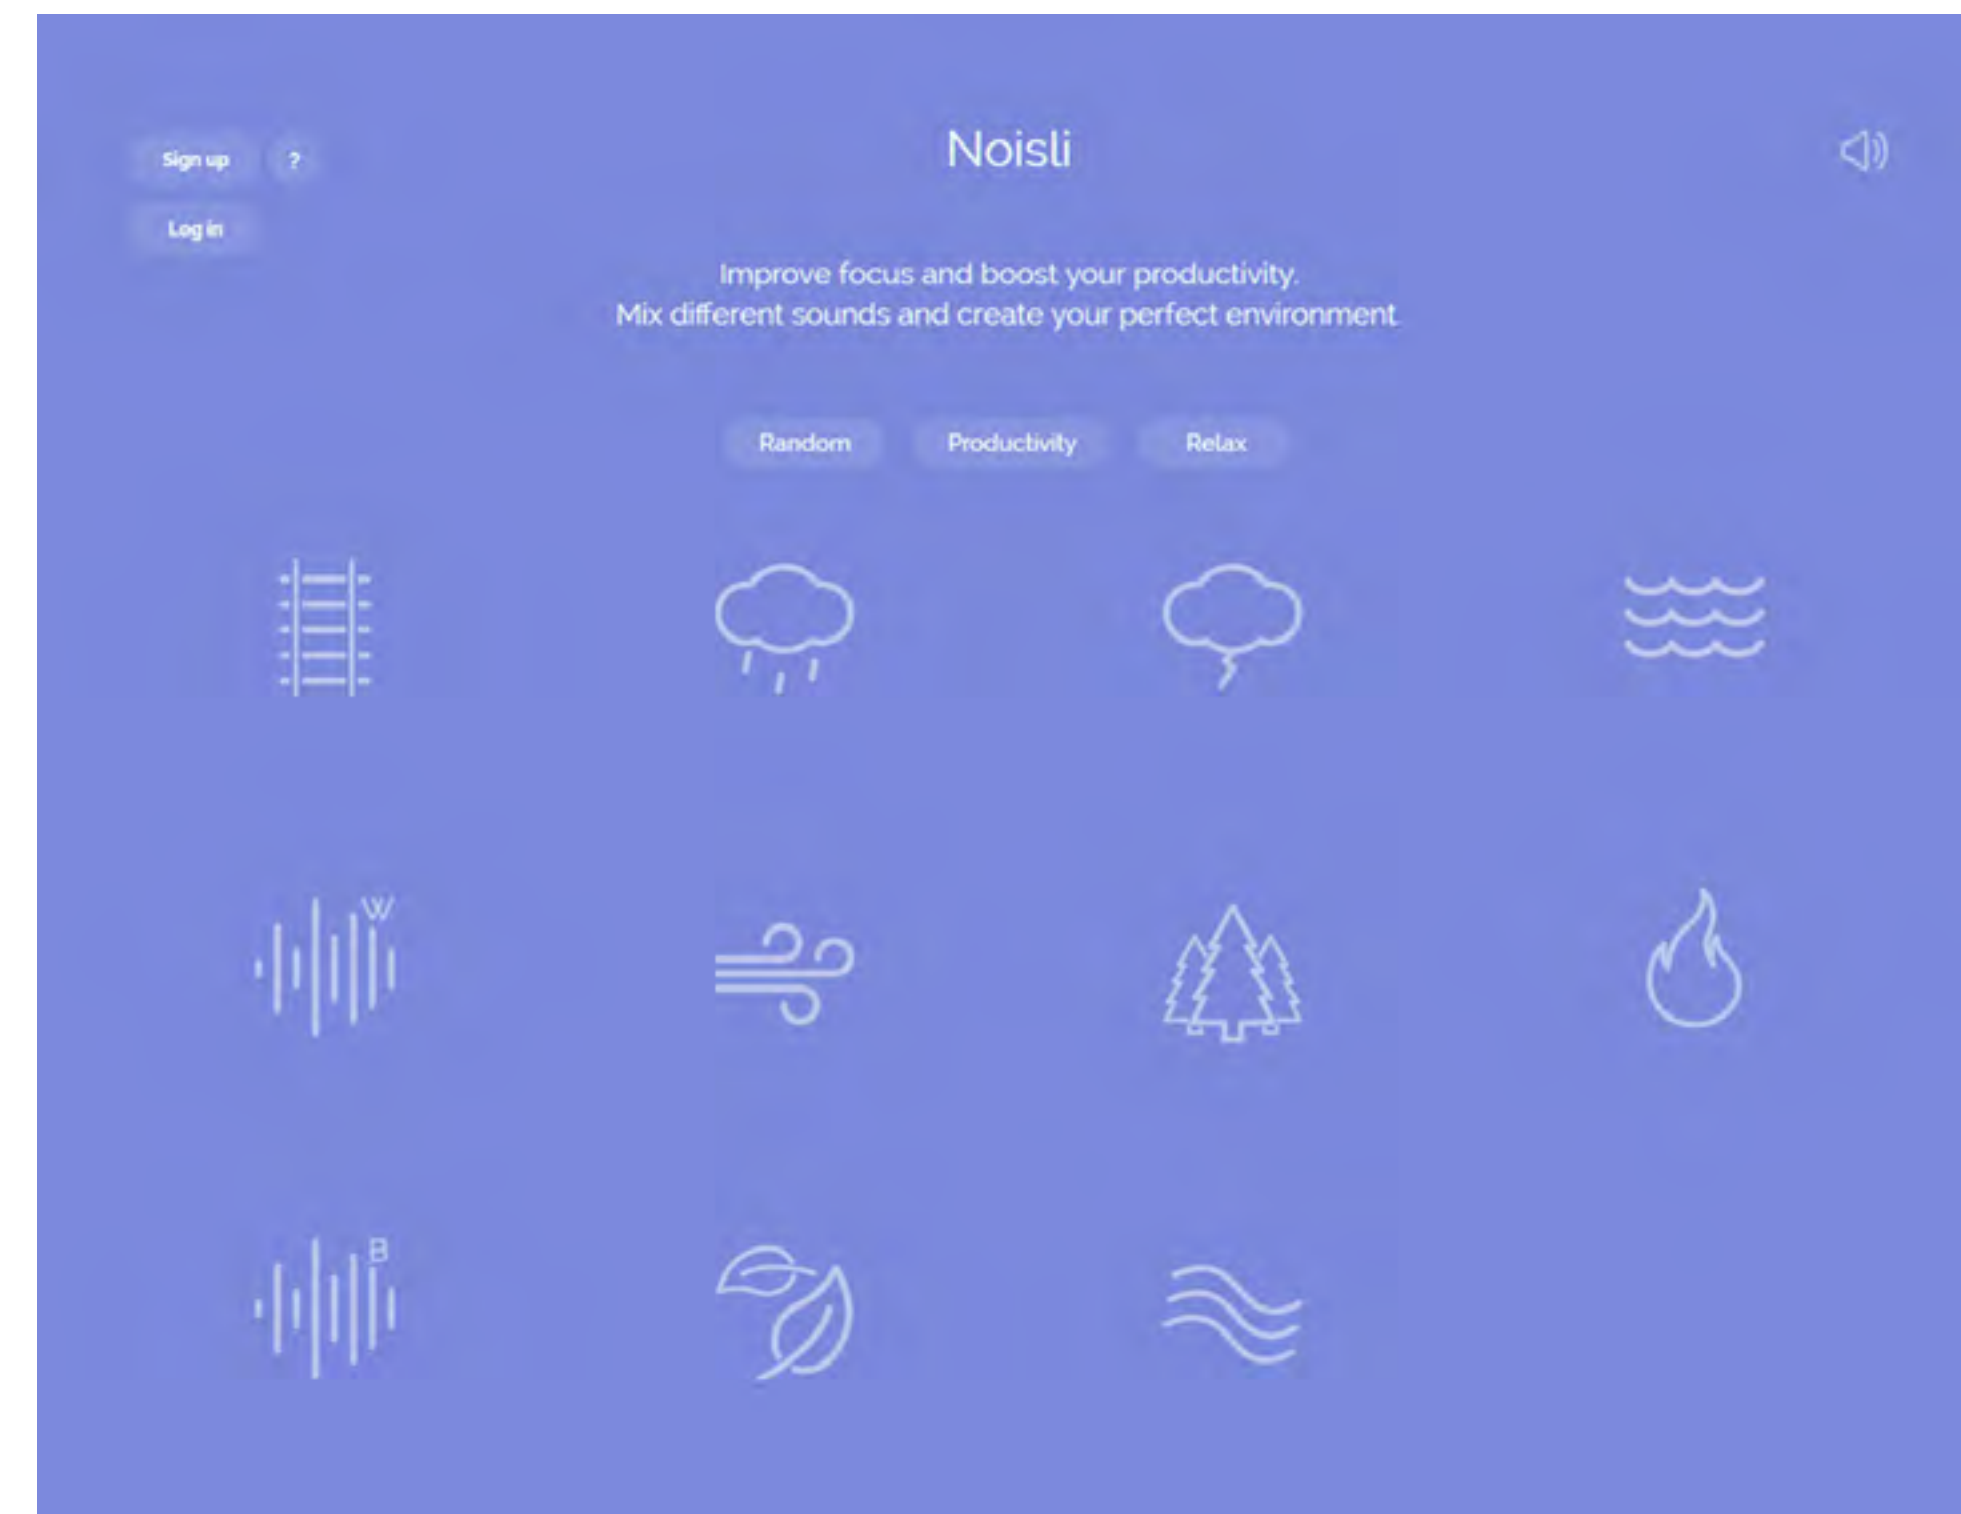 Noisli
Sign up
?
Log in
Improve focus and boost your productivity.
Mix different sounds and create your perfect environment
Random
Productivity
Relax
W
B